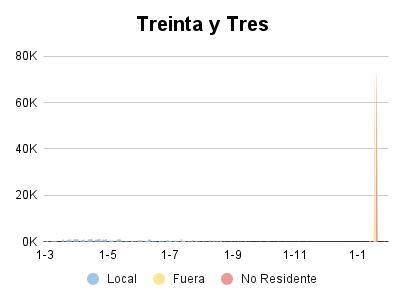 Treinta y Tres
80K
60K
40K
20K
0K
1-3 1-5 1-7 1-9 1-11 1-1
Local Fuera No Residente